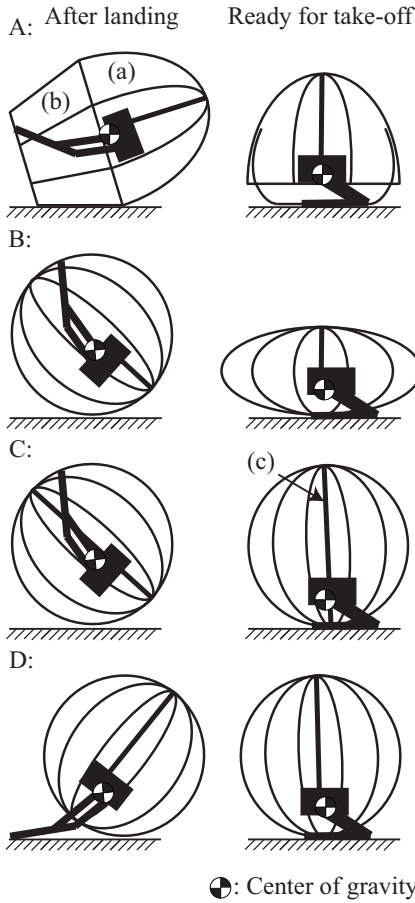 After landing Ready for take-off
A:
(a)
(b)
B:
C:
(c)
D:
: Center of gravity